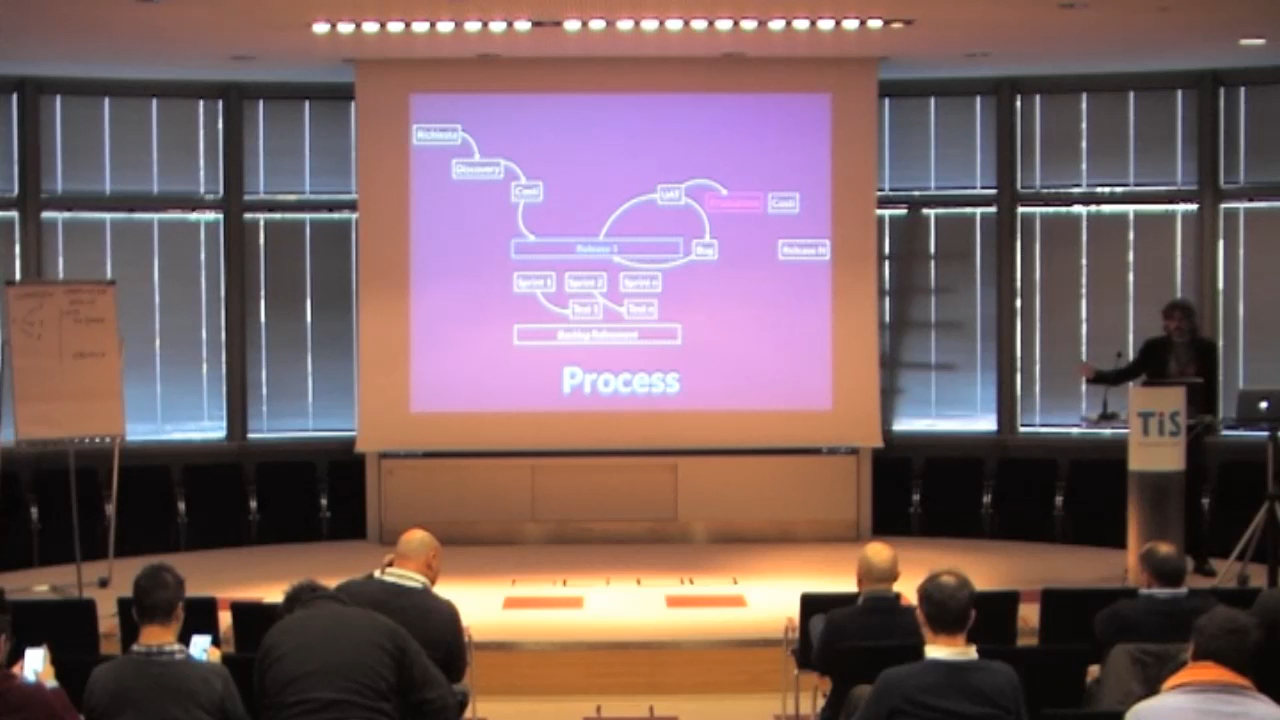 Richiesta
Discovery
Costi
UAT
Produzione
Costi
Release 1
Bug
Release N
Sprint 1
Sprint 2
Sprint n
Test 1
Test n
Backlog Refinement
Process
TiS